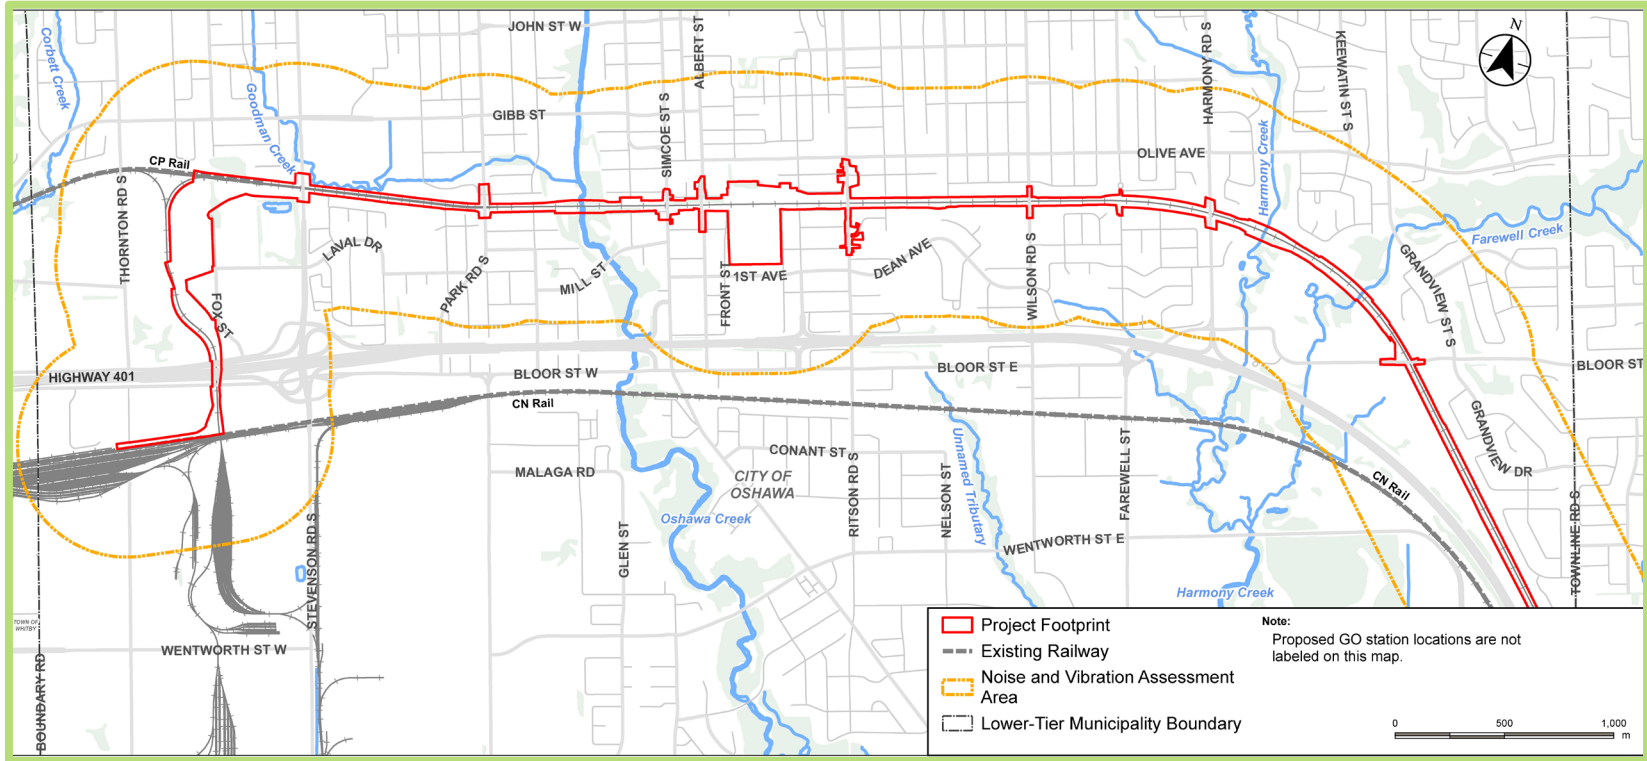 JOHN ST W
ALBERT ST
HARMONY RD S
KEEWATIN ST S
N
Corbett Creek
Goodman Creek
GIBB ST
SIMCOE ST S
OLIVE AVE
Harmony Creek
CP Rail
THORNTON RD S
LAVAL DR
PARK RD S
MILL ST
FRONT ST
1ST AVE
DEAN AVE
WILSON RD S
Farewell Creek
GRANDVIEW ST S
FOX ST
HIGHWAY 401
BLOOR ST W
BLOOR ST E
BLOOR ST
CN Rail
GRANDVIEW DR
CONANT ST
MALAGA RD
CITY OF
OSHAWA
RITSON RD S
NELSON ST
Unnamed Tributary
FAREWELL ST
CN Rail
Oshawa Creek
GLEN ST
STEVENSON RD S
WENTWORTH ST E
TOWNLINE RD S
Harmony Creek
TOWN OF
WHITBY
WENTWORTH ST W
BOUNDARY RD
Project Footprint
Existing Railway
Noise and Vibration Assessment
Area
Lower-Tier Municipality Boundary
Note:
Proposed GO station locations are not
labeled on this map.
0 500 1,000
m